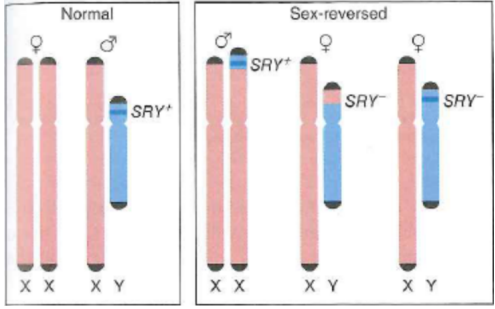 Normal
Sex-reversed
♀ ♂
♂ ♀ ♀
SRY⁺
SRY⁺
SRY⁻
SRY⁻
X X X Y
X X X Y X Y